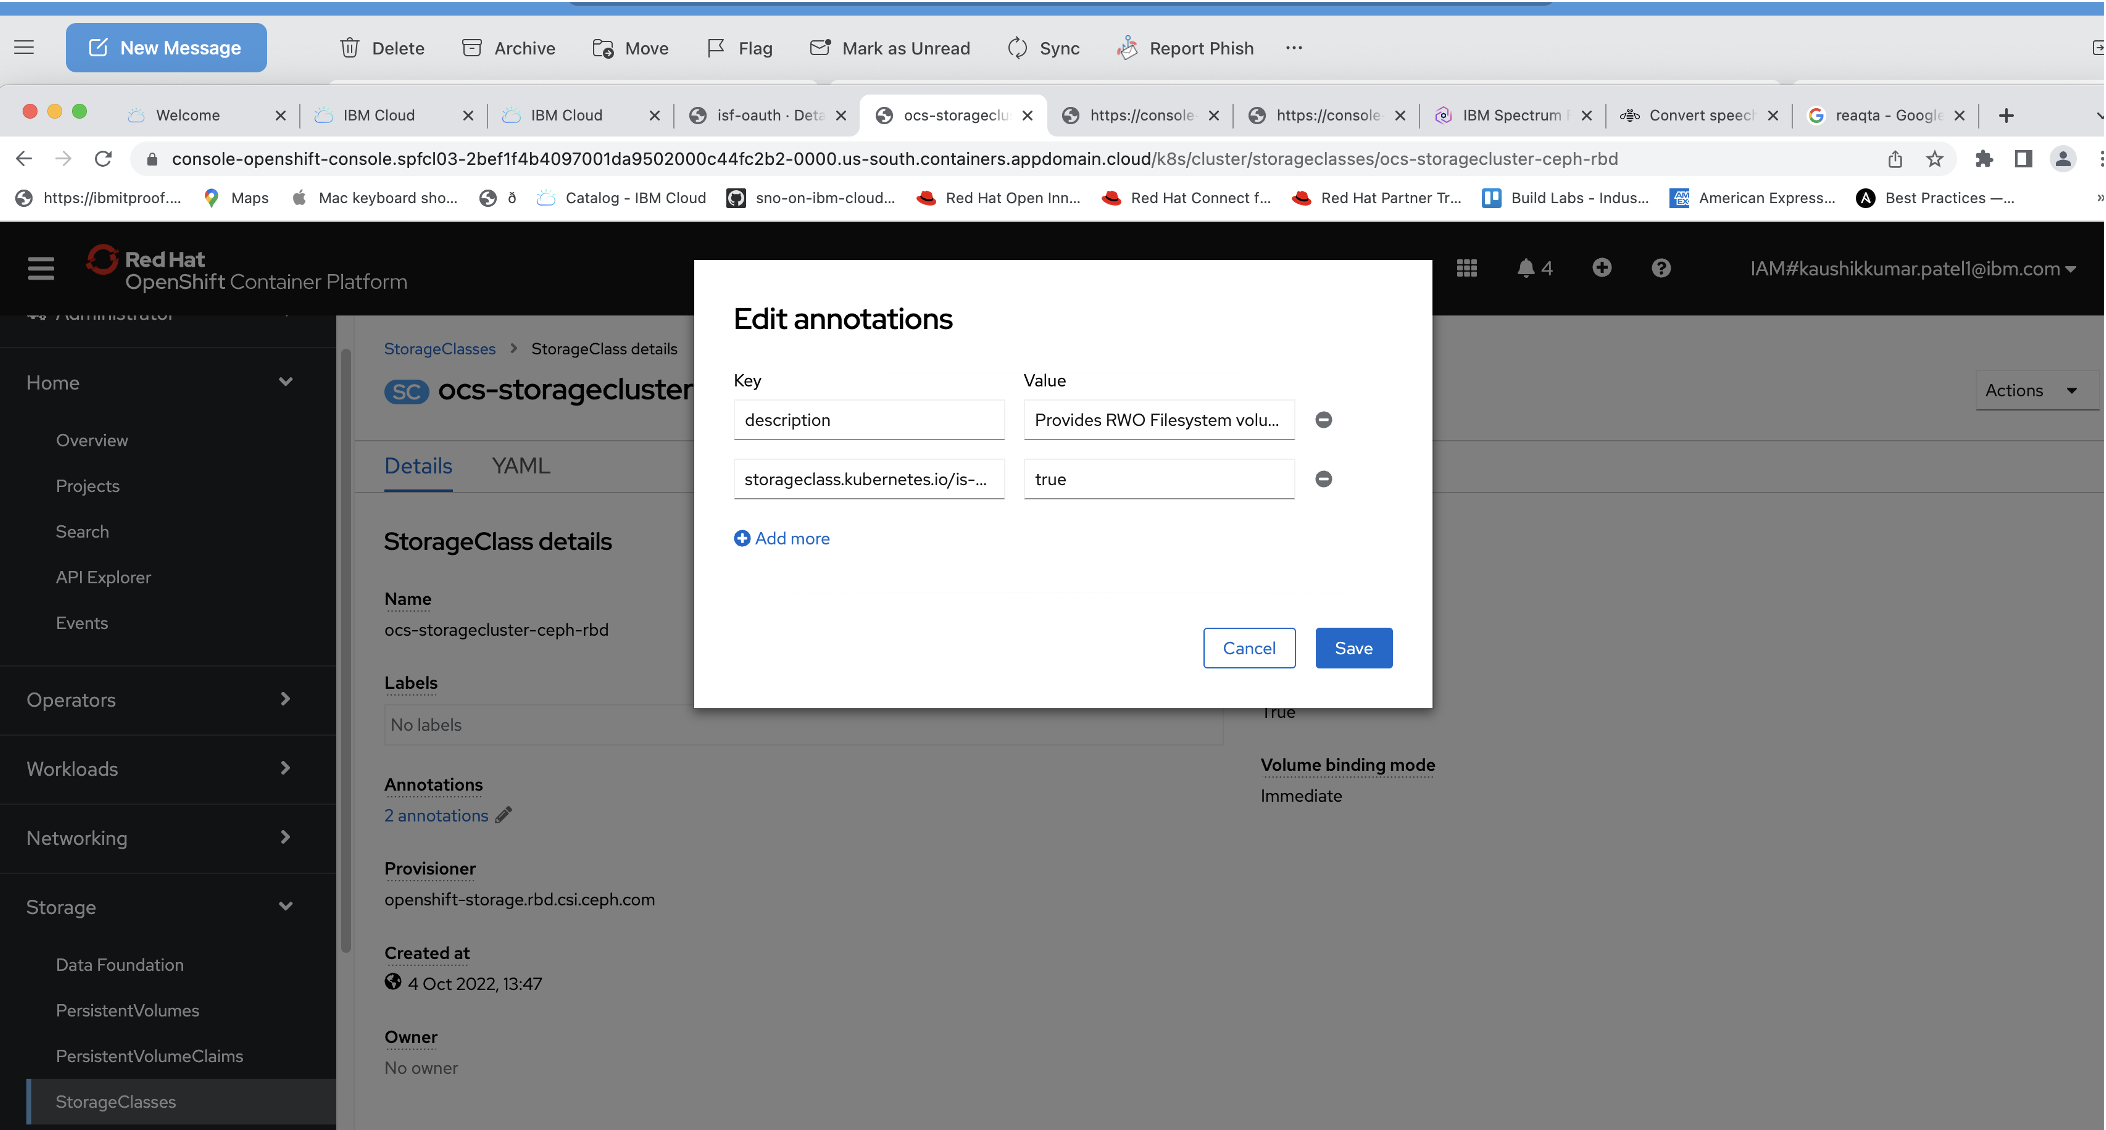 New Message
Delete
Archive
Move
Flag
Mark as Unread
Sync
Report Phish
Welcome
IBM Cloud
IBM Cloud
isf-oauth · Deta
ocs-storageclu
https://console-
https://console
IBM Spectrum
Convert speech
reaqta - Google
console-openshift-console.spfcl03-2bef1f4b4097001da9502000c44fc2b2-0000.us-south.containers.appdomain.cloud/k8s/cluster/storageclasses/ocs-storagecluster-ceph-rbd
https://ibmitproof....
Maps
Mac keyboard sho...
ð
Catalog - IBM Cloud
sno-on-ibm-cloud...
Red Hat Open Inn...
Red Hat Connect f...
Red Hat Partner Tr...
Build Labs - Indus...
American Express...
Best Practices —...
»
Red Hat
OpenShift Container Platform
4
IAM#kaushikkumar.patel1@ibm.com
Administrator
Home
Overview
Projects
Search
API Explorer
Events
Operators
Workloads
Networking
Storage
Data Foundation
PersistentVolumes
PersistentVolumeClaims
StorageClasses
StorageClasses > StorageClass details
SC ocs-storagecluster
Actions
Details
YAML
StorageClass details
Name
ocs-storagecluster-ceph-rbd
Labels
No labels
Annotations
2 annotations
Provisioner
openshift-storage.rbd.csi.ceph.com
Created at
4 Oct 2022, 13:47
Owner
No owner
True
Volume binding mode
Immediate
Edit annotations
Key
Value
description
Provides RWO Filesystem volu...
storageclass.kubernetes.io/is-...
true
Add more
Cancel
Save